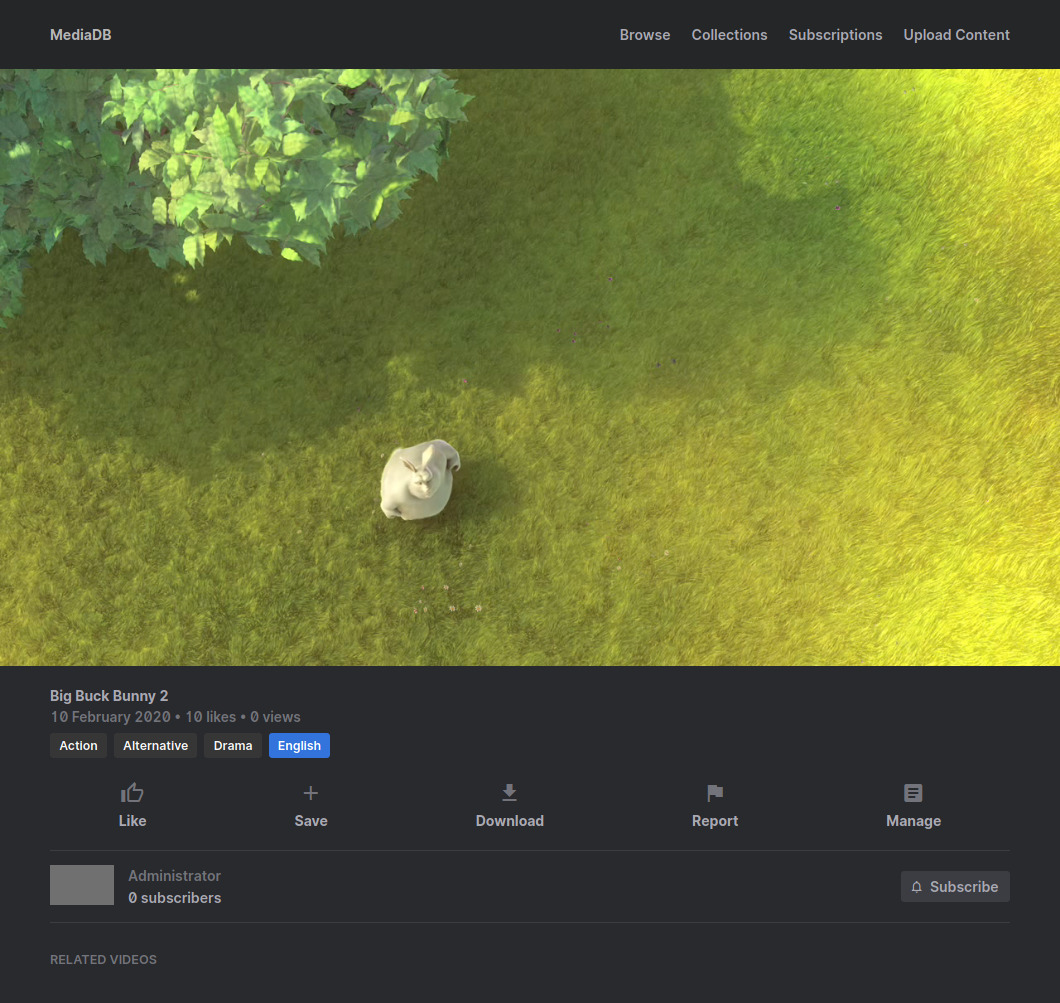 MediaDB
Browse Collections Subscriptions Upload Content
Big Buck Bunny 2
10 February 2020 • 10 likes • 0 views
Action Alternative Drama English
Like Save Download Report Manage
Administrator
0 subscribers
Subscribe
RELATED VIDEOS